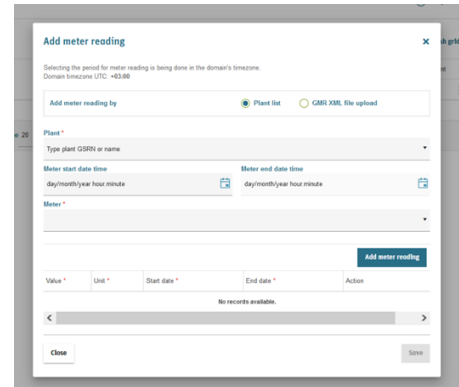 Add meter reading
×
Selecting the period for meter reading is being done in the domain's timezone.
Domain timezone UTC: +03:00
Add meter reading by
Plant list
GMR XML file upload
Plant *
Type plant GSRN or name
Meter start date time
Meter end date time
day/month/year hour:minute
day/month/year hour:minute
Meter *
Add meter reading
Value * Unit * Start date * End date * Action
No records available.
Close
Save